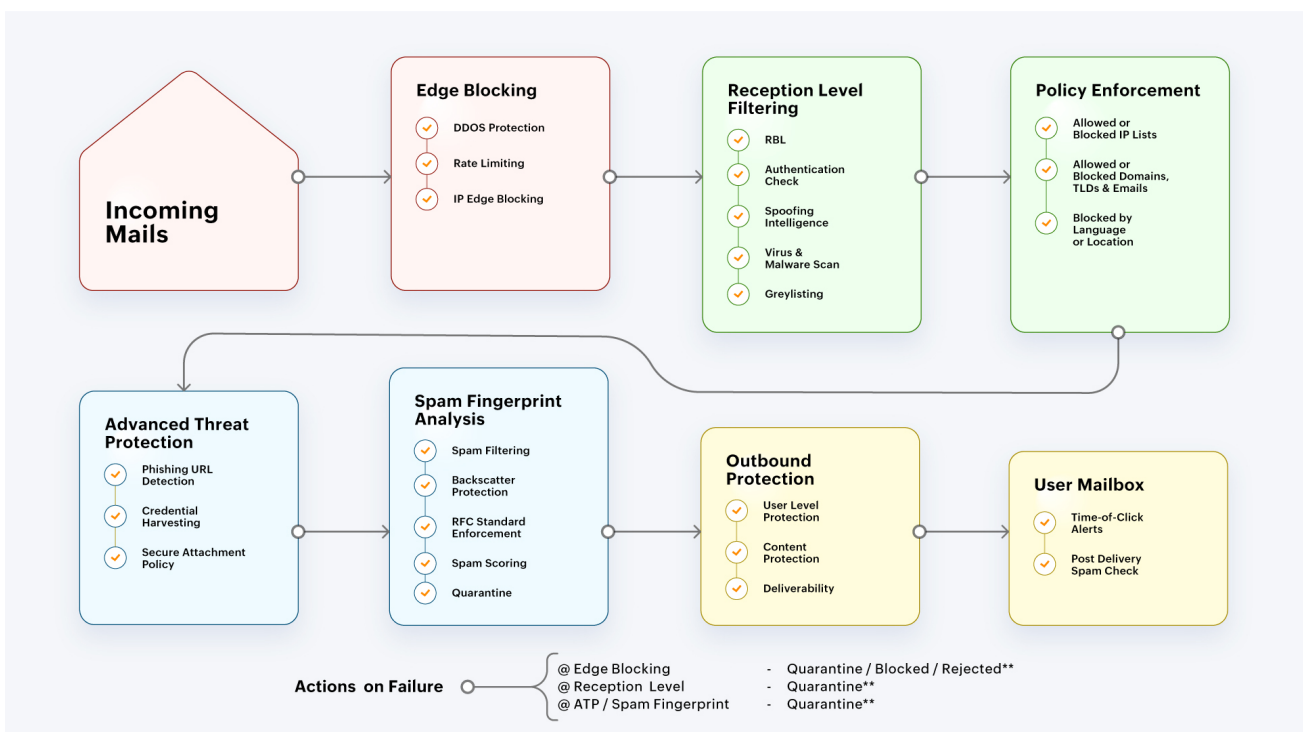 Incoming
Mails
Edge Blocking
DDOS Protection
Rate Limiting
IP Edge Blocking
Reception Level
Filtering
RBL
Authentication
Check
Spoofing
Intelligence
Virus &
Malware Scan
Greylisting
Policy Enforcement
Allowed or
Blocked IP Lists
Allowed or
Blocked Domains,
TLDs & Emails
Blocked by
Language
or Location
Advanced Threat
Protection
Phishing URL
Detection
Credential
Harvesting
Secure Attachment
Policy
Spam Fingerprint
Analysis
Spam Filtering
Backscatter
Protection
RFC Standard
Enforcement
Spam Scoring
Quarantine
Outbound
Protection
User Level
Protection
Content
Protection
Deliverability
User Mailbox
Time-of-Click
Alerts
Post Delivery
Spam Check
Actions on Failure
@ Edge Blocking - Quarantine / Blocked / Rejected**
@ Reception Level - Quarantine**
@ ATP / Spam Fingerprint - Quarantine**